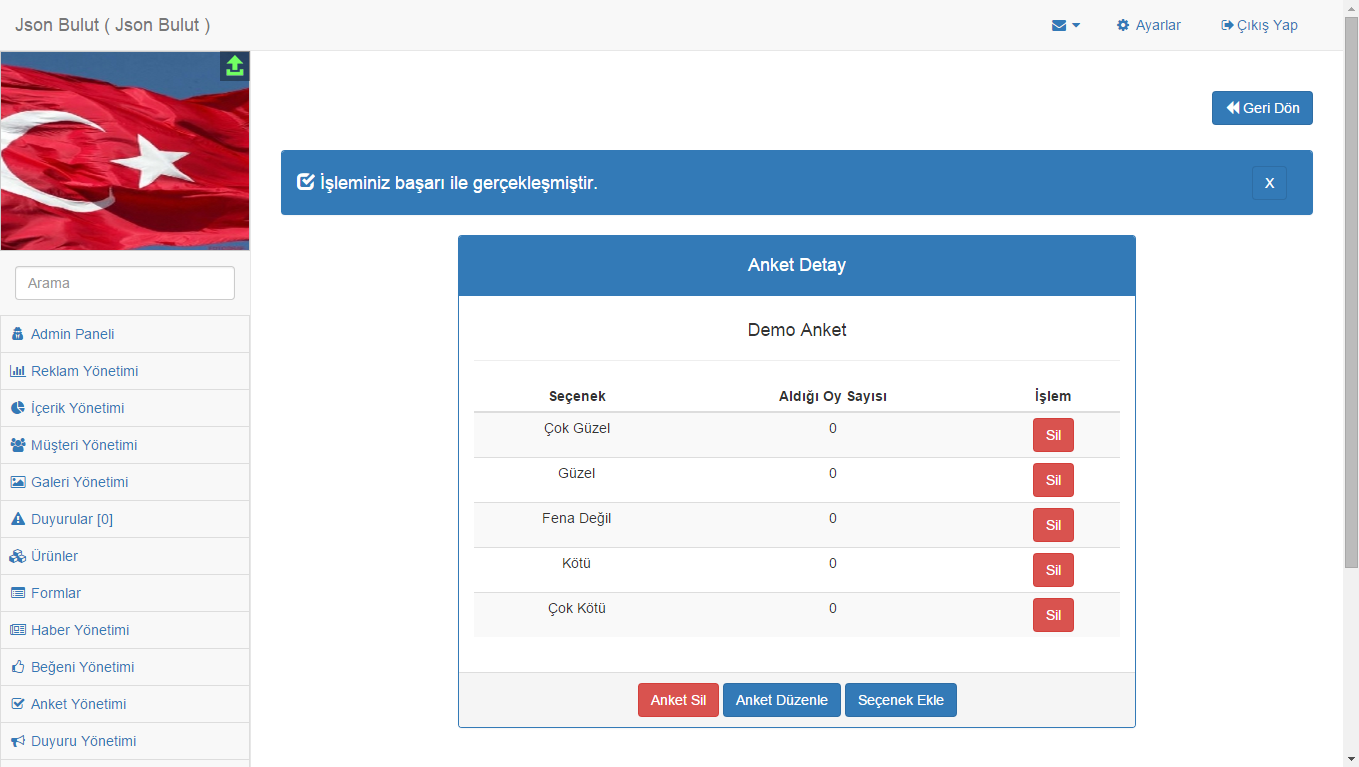 Json Bulut ( Json Bulut )
Ayarlar
Çıkış Yap
Geri Dön
İşleminiz başarı ile gerçekleşmiştir.
X
Arama
Admin Paneli
Reklam Yönetimi
İçerik Yönetimi
Müşteri Yönetimi
Galeri Yönetimi
Duyurular [0]
Ürünler
Formlar
Haber Yönetimi
Beğeni Yönetimi
Anket Yönetimi
Duyuru Yönetimi
Anket Detay
Demo Anket
Seçenek Aldığı Oy Sayısı İşlem
Çok Güzel 0 Sil
Güzel 0 Sil
Fena Değil 0 Sil
Kötü 0 Sil
Çok Kötü 0 Sil
Anket Sil Anket Düzenle Seçenek Ekle